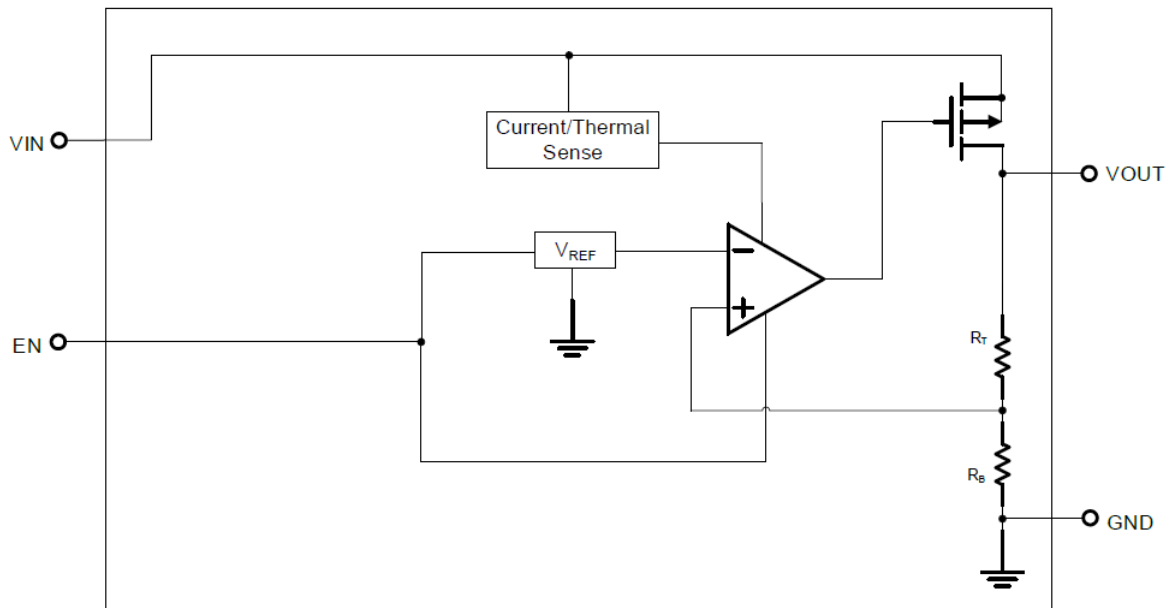 Current/Thermal
Sense
VIN
VOUT
VREF
−
+
EN
RT
RB
GND